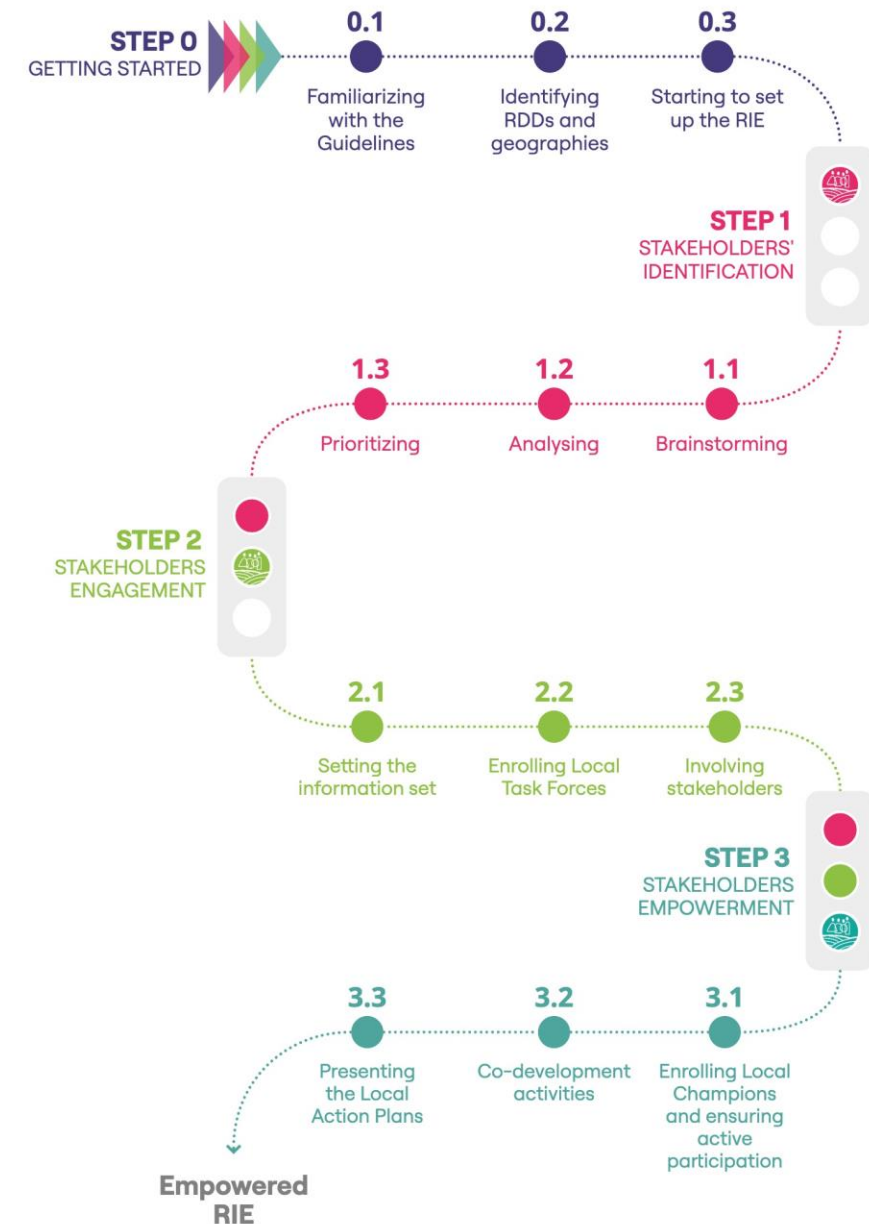 STEP 0
GETTING STARTED
0.1
Familiarizing
with the
Guidelines
0.2
Identifying
RDDs and
geographies
0.3
Starting to set
up the RIE
STEP 1
STAKEHOLDERS'
IDENTIFICATION
1.3
Prioritizing
1.2
Analysing
1.1
Brainstorming
STEP 2
STAKEHOLDERS
ENGAGEMENT
2.1
Setting the
information set
2.2
Enrolling Local
Task Forces
2.3
Involving
stakeholders
STEP 3
STAKEHOLDERS
EMPOWERMENT
3.3
Presenting
the Local
Action Plans
3.2
Co-development
activities
3.1
Enrolling Local
Champions
and ensuring
active
participation
Empowered
RIE